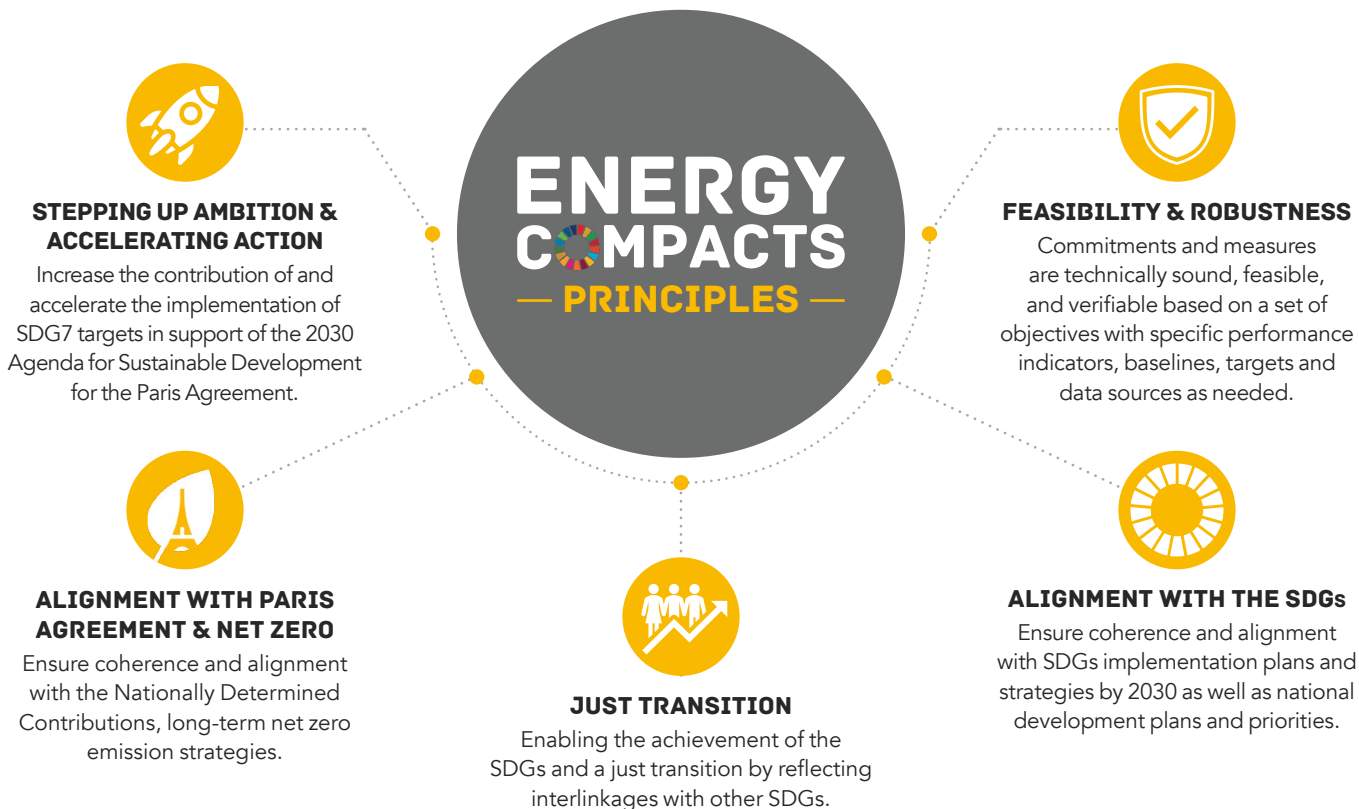 ENERGY
COMPACTS
— PRINCIPLES —
STEPPING UP AMBITION &
ACCELERATING ACTION
Increase the contribution of and
accelerate the implementation of
SDG7 targets in support of the 2030
Agenda for Sustainable Development
for the Paris Agreement.
ALIGNMENT WITH PARIS
AGREEMENT & NET ZERO
Ensure coherence and alignment
with the Nationally Determined
Contributions, long-term net zero
emission strategies.
JUST TRANSITION
Enabling the achievement of the
SDGs and a just transition by reflecting
interlinkages with other SDGs.
FEASIBILITY & ROBUSTNESS
Commitments and measures
are technically sound, feasible,
and verifiable based on a set of
objectives with specific performance
indicators, baselines, targets and
data sources as needed.
ALIGNMENT WITH THE SDGs
Ensure coherence and alignment
with SDGs implementation plans and
strategies by 2030 as well as national
development plans and priorities.